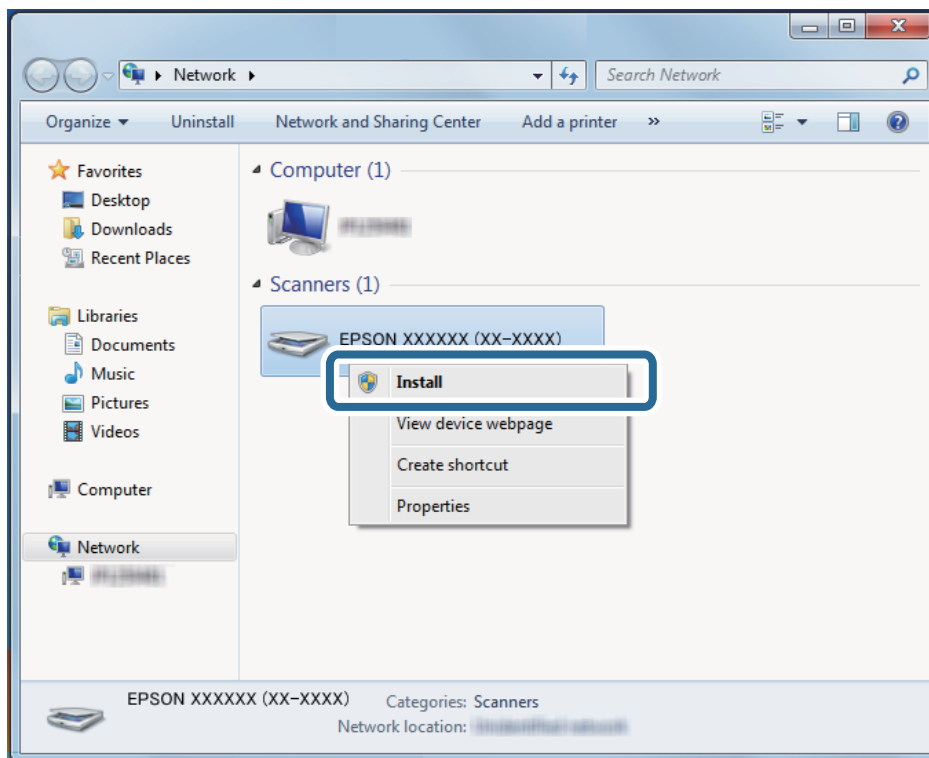 Network
Search Network
Organize
Uninstall
Network and Sharing Center
Add a printer
»
Favorites
Desktop
Downloads
Recent Places
Libraries
Documents
Music
Pictures
Videos
Computer
Network
Computer (1)
Scanners (1)
EPSON XXXXXX (XX-XXXX)
Install
View device webpage
Create shortcut
Properties
EPSON XXXXXX (XX-XXXX) Categories: Scanners
Network location: